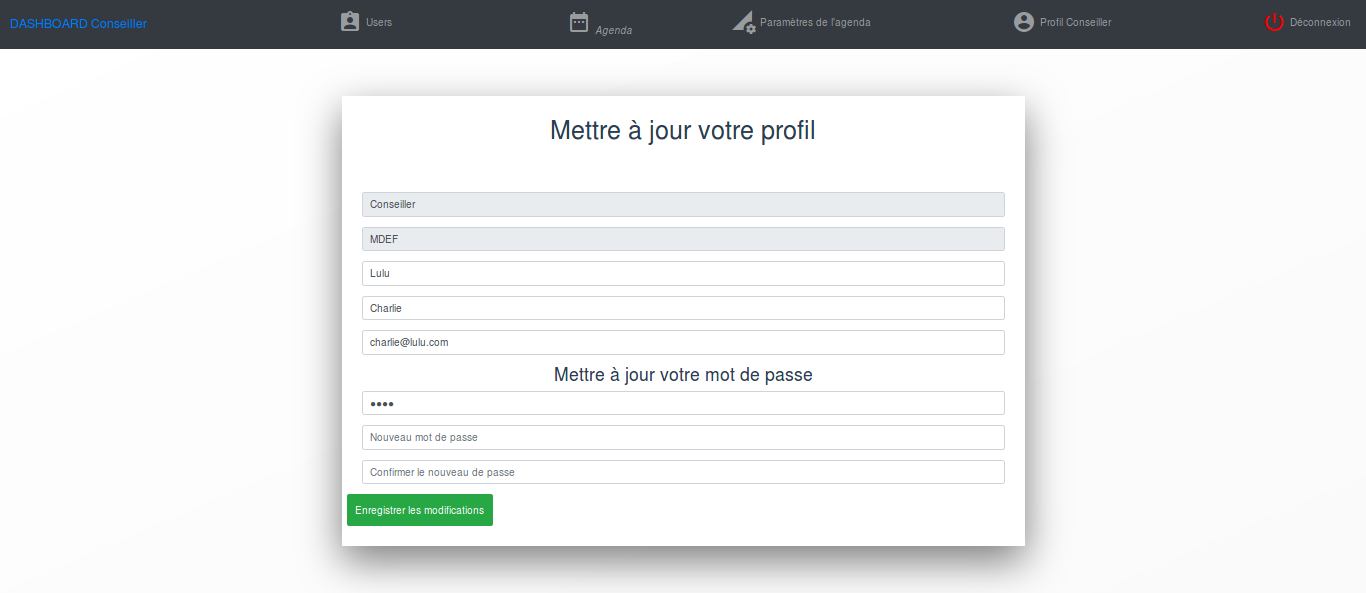 DASHBOARD Conseiller
Users
Agenda
Paramètres de l'agenda
Profil Conseiller
Déconnexion
Mettre à jour votre profil
Conseiller
MDEF
Lulu
Charlie
charlie@lulu.com
Mettre à jour votre mot de passe
••••
Nouveau mot de passe
Confirmer le nouveau de passe
Enregistrer les modifications